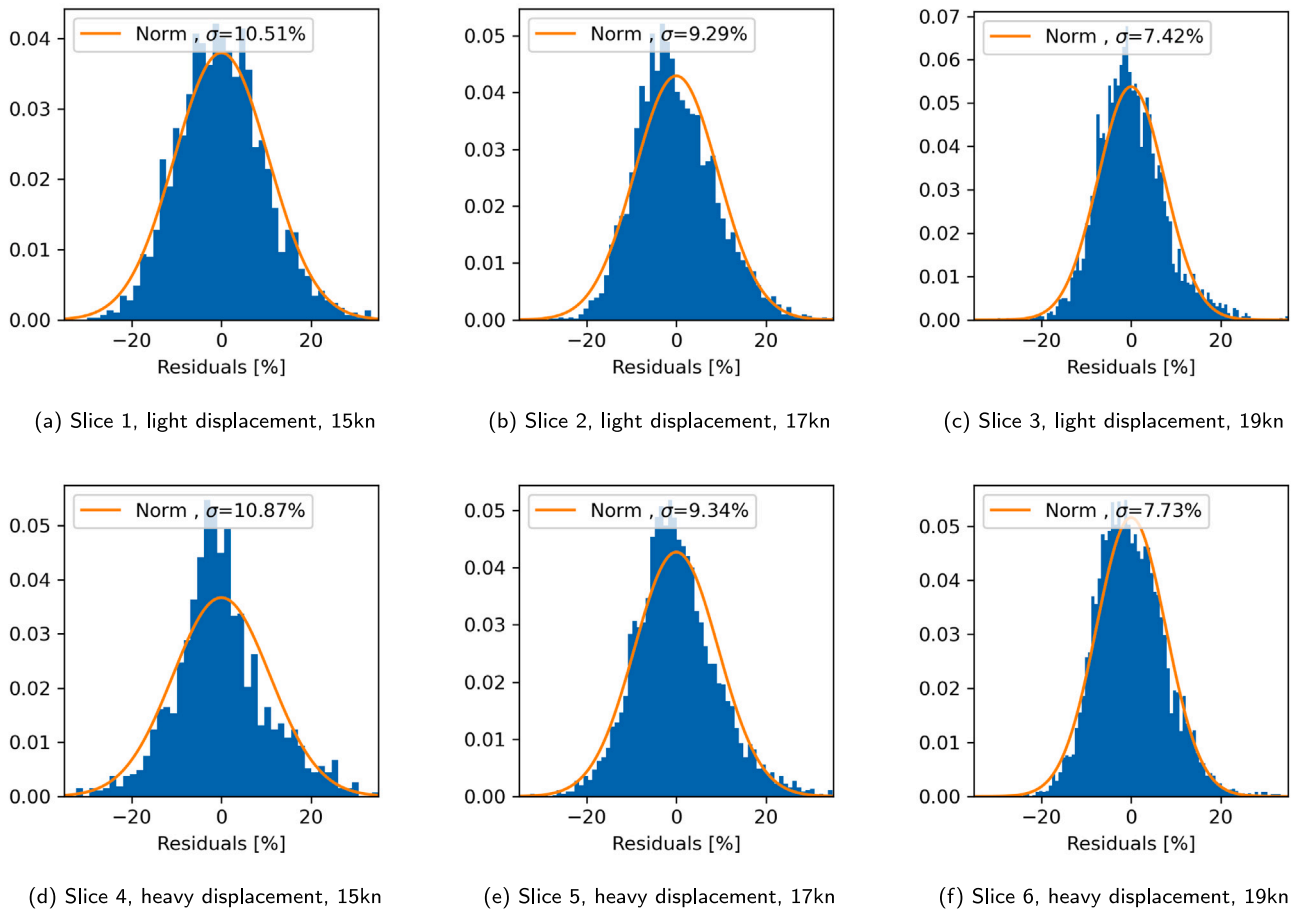 0.04
0.03
0.02
0.01
0.00
Norm , σ=10.51%
−20 0 20
Residuals [%]
(a) Slice 1, light displacement, 15kn
0.05
0.04
0.03
0.02
0.01
0.00
Norm , σ=9.29%
−20 0 20
Residuals [%]
(b) Slice 2, light displacement, 17kn
0.07
0.06
0.05
0.04
0.03
0.02
0.01
0.00
Norm , σ=7.42%
−20 0 20
Residuals [%]
(c) Slice 3, light displacement, 19kn
0.05
0.04
0.03
0.02
0.01
0.00
Norm , σ=10.87%
−20 0 20
Residuals [%]
(d) Slice 4, heavy displacement, 15kn
0.05
0.04
0.03
0.02
0.01
0.00
Norm , σ=9.34%
−20 0 20
Residuals [%]
(e) Slice 5, heavy displacement, 17kn
0.05
0.04
0.03
0.02
0.01
0.00
Norm , σ=7.73%
−20 0 20
Residuals [%]
(f) Slice 6, heavy displacement, 19kn